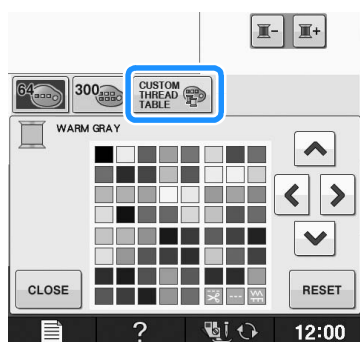 64
300
CUSTOM
THREAD
TABLE
WARM GRAY
CLOSE
RESET
?
12:00